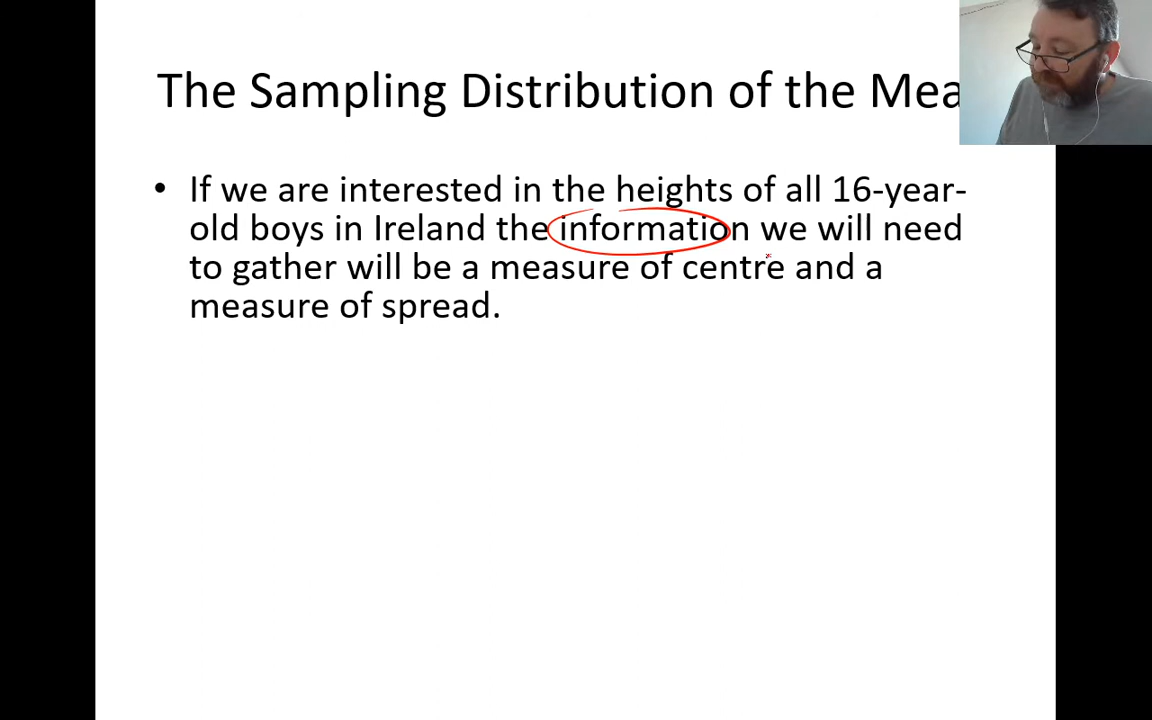 The Sampling Distribution of the Mea
• If we are interested in the heights of all 16-year-
old boys in Ireland the information we will need
to gather will be a measure of centre and a
measure of spread.